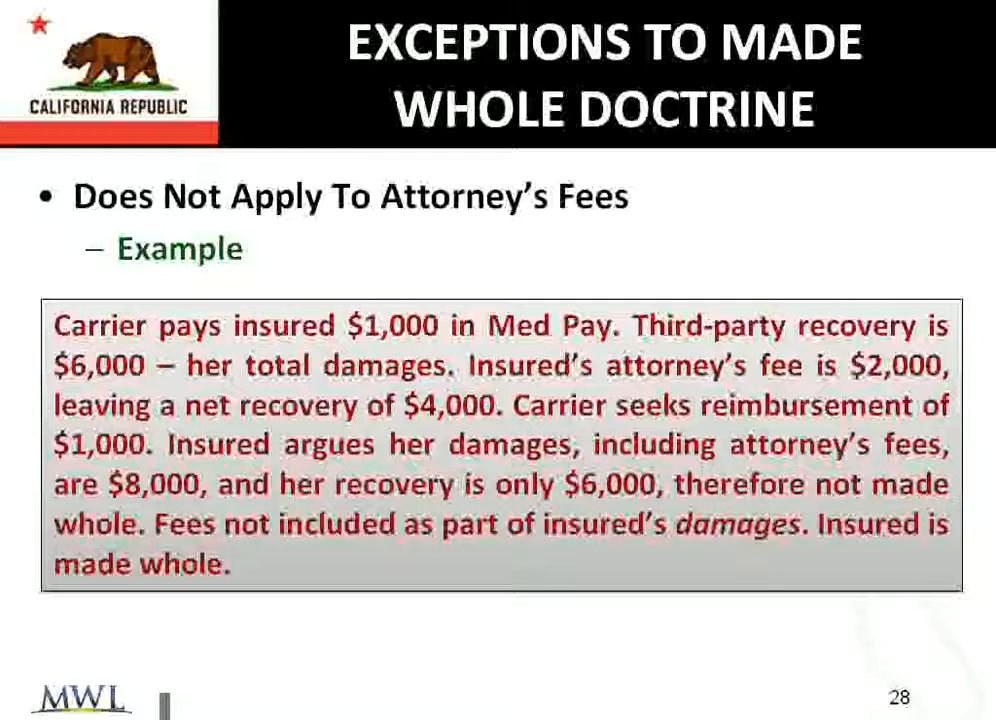 CALIFORNIA REPUBLIC
EXCEPTIONS TO MADE
WHOLE DOCTRINE
• Does Not Apply To Attorney’s Fees
– Example
Carrier pays insured $1,000 in Med Pay. Third-party recovery is
$6,000 – her total damages. Insured’s attorney’s fee is $2,000,
leaving a net recovery of $4,000. Carrier seeks reimbursement of
$1,000. Insured argues her damages, including attorney’s fees,
are $8,000, and her recovery is only $6,000, therefore not made
whole. Fees not included as part of insured’s damages. Insured is
made whole.
MWL
28